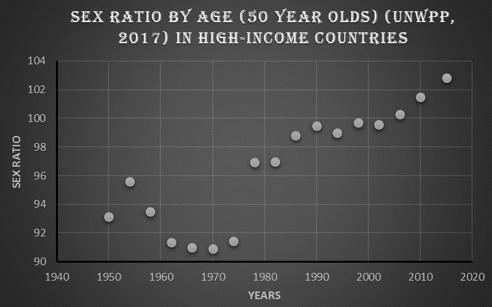 SEX RATIO BY AGE (50 YEAR OLDS) (UNWPP,
2017) IN HIGH-INCOME COUNTRIES
104
102
100
98
96
94
92
90
SEX RATIO
1940 1950 1960 1970 1980 1990 2000 2010 2020
YEARS